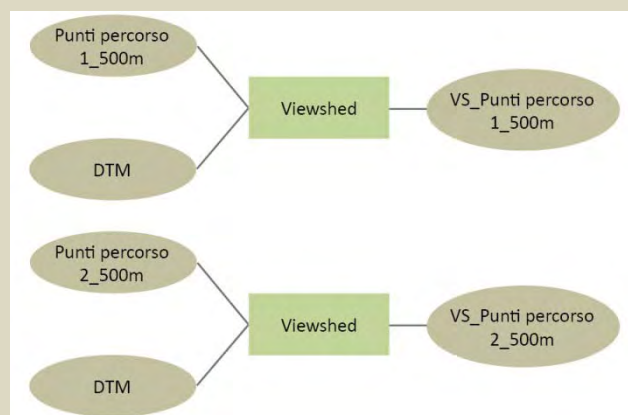 Punti percorso
1_500m
Viewshed
VS_Punti percorso
1_500m
DTM
Punti percorso
2_500m
Viewshed
VS_Punti percorso
2_500m
DTM